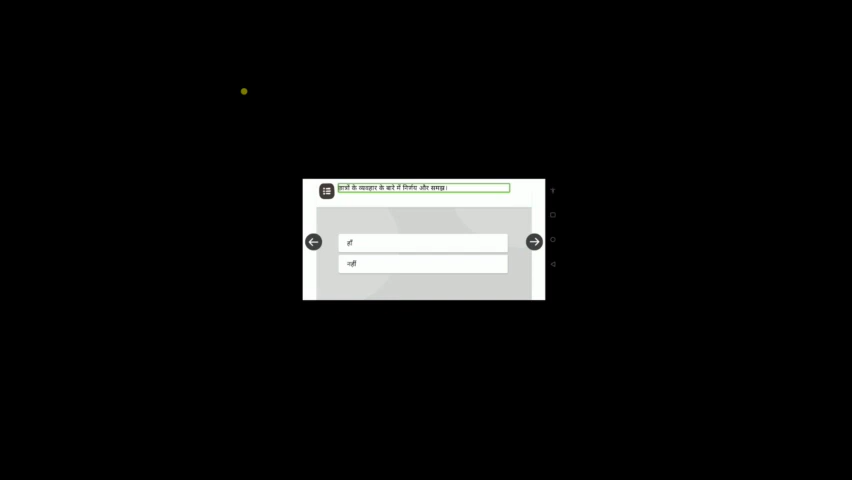 छात्रों के व्यवहार के बारे में निर्णय और समझ।
हाँ
नहीं